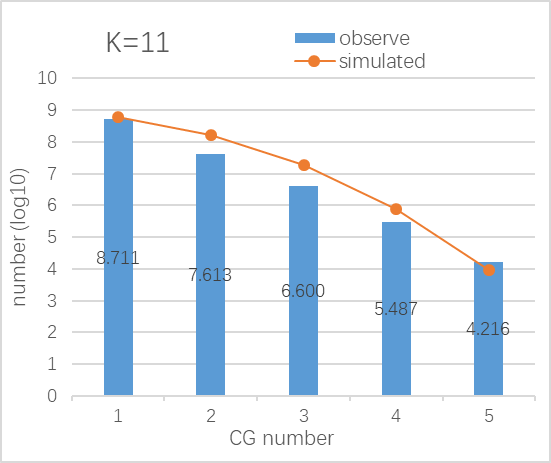 K=11
observe
simulated
number (log10)
10
9
8
7
6
5
4
3
2
1
0
8.711
7.613
6.600
5.487
4.216
1 2 3 4 5
CG number